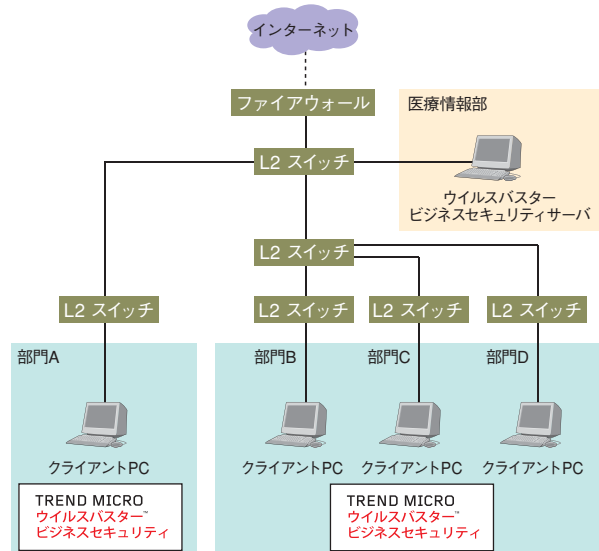 インターネット
ファイアウォール
医療情報部
L2 スイッチ
ウイルスバスター
ビジネスセキュリティサーバ
L2 スイッチ
L2 スイッチ
L2 スイッチ
L2 スイッチ
L2 スイッチ
部門A
部門B
部門C
部門D
クライアントPC
クライアントPC
クライアントPC
クライアントPC
TREND MICRO
ウイルスバスター™
ビジネスセキュリティ
TREND MICRO
ウイルスバスター™
ビジネスセキュリティ